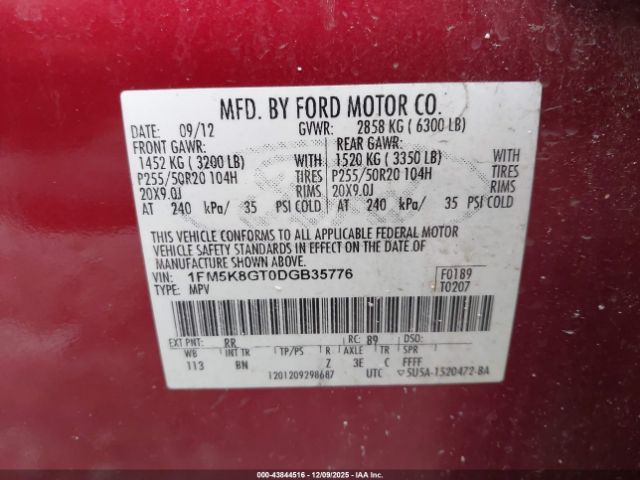 MFD. BY FORD MOTOR CO.
DATE: 09/12 GVWR: 2858 KG ( 6300 LB)
FRONT GAWR: REAR GAWR:
1452 KG ( 3200 LB) WITH 1520 KG ( 3350 LB) WITH
P255/50R20 104H TIRES P255/50R20 104H TIRES
20X9.0J RIMS 20X9.0J RIMS
AT 240 kPa/ 35 PSI COLD AT 240 kPa/ 35 PSI COLD
THIS VEHICLE CONFORMS TO ALL APPLICABLE FEDERAL MOTOR
VEHICLE SAFETY STANDARDS IN EFFECT ON THE DATE OF
MANUFACTURE SHOWN ABOVE.
VIN: 1FM5K8GT0DGB35776 F0189
TYPE: MPV T0207
EXT PNT: RR RC: 89 DSO:
WB INT TR TP/PS R AXLE TR SPR
113 BN Z 3E C FFFF
1201209298687 UTC ▽5U5A-1520472-BA
000-43844516 - 12/09/2025 - IAA Inc.